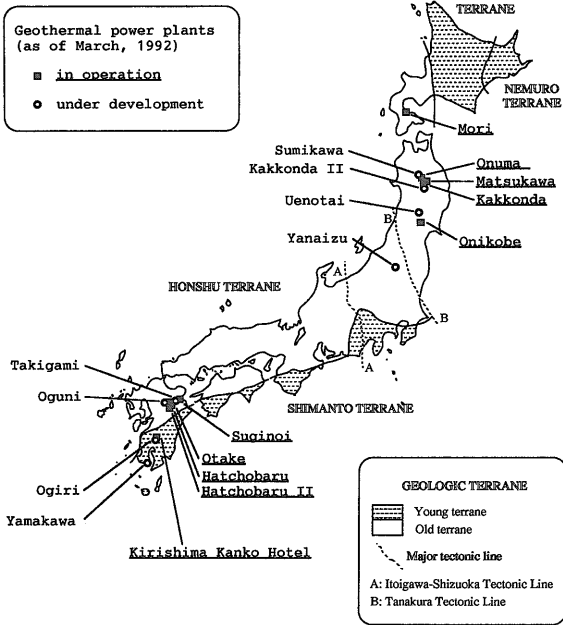 Geothermal power plants
(as of March, 1992)
in operation
under development
TERRANE
NEMURO
TERRANE
Mori
Sumikawa
Onuma
Kakkonda II
Matsukawa
Kakkonda
Uenotai
B
Onikobe
Yanaizu
A
HONSHU TERRANE
B
A
Takigami
Oguni
SHIMANTO TERRANE
Suginoi
Otake
Hatchobaru
Hatchobaru II
Ogiri
Yamakawa
Kirishima Kanko Hotel
GEOLOGIC TERRANE
Young terrane
Old terrane
Major tectonic line
A: Itoigawa-Shizuoka Tectonic Line
B: Tanakura Tectonic Line